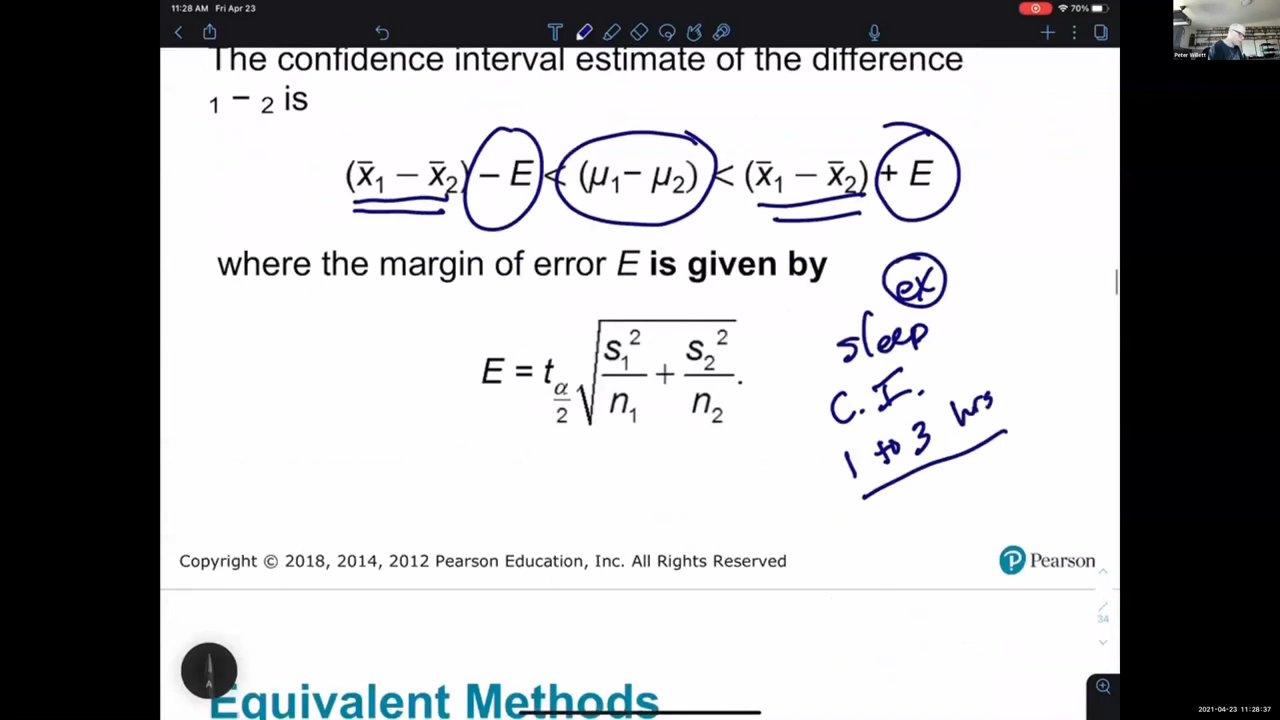 11:28 AM Fri Apr 23
70%
Peter Willett
The confidence interval estimate of the difference
1 − 2 is
(x̄1 − x̄2) − E < (μ1 − μ2) < (x̄1 − x̄2) + E
where the margin of error E is given by
ex
sleep
C.I.
1 to 3 hrs
E = tα/2 √(s1²/n1 + s2²/n2).
Copyright © 2018, 2014, 2012 Pearson Education, Inc. All Rights Reserved
P Pearson
34
A
Equivalent Methods
2021-04-23 11:28:37